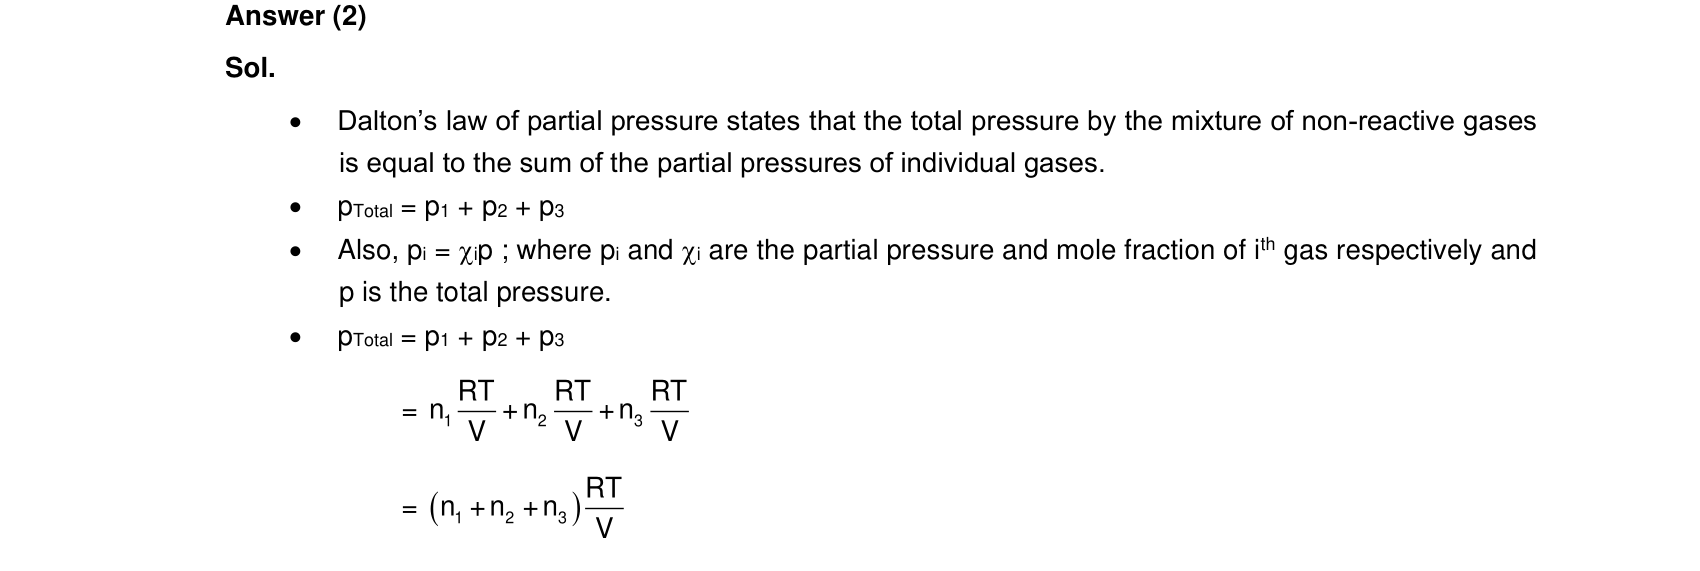 Answer (2)
Sol.
• Dalton’s law of partial pressure states that the total pressure by the mixture of non-reactive gases
is equal to the sum of the partial pressures of individual gases.
• pTotal = p1 + p2 + p3
• Also, pi = χip ; where pi and χi are the partial pressure and mole fraction of ith gas respectively and
p is the total pressure.
• pTotal = p1 + p2 + p3
= n₁ RT/V + n₂ RT/V + n₃ RT/V
= (n₁ + n₂ + n₃) RT/V